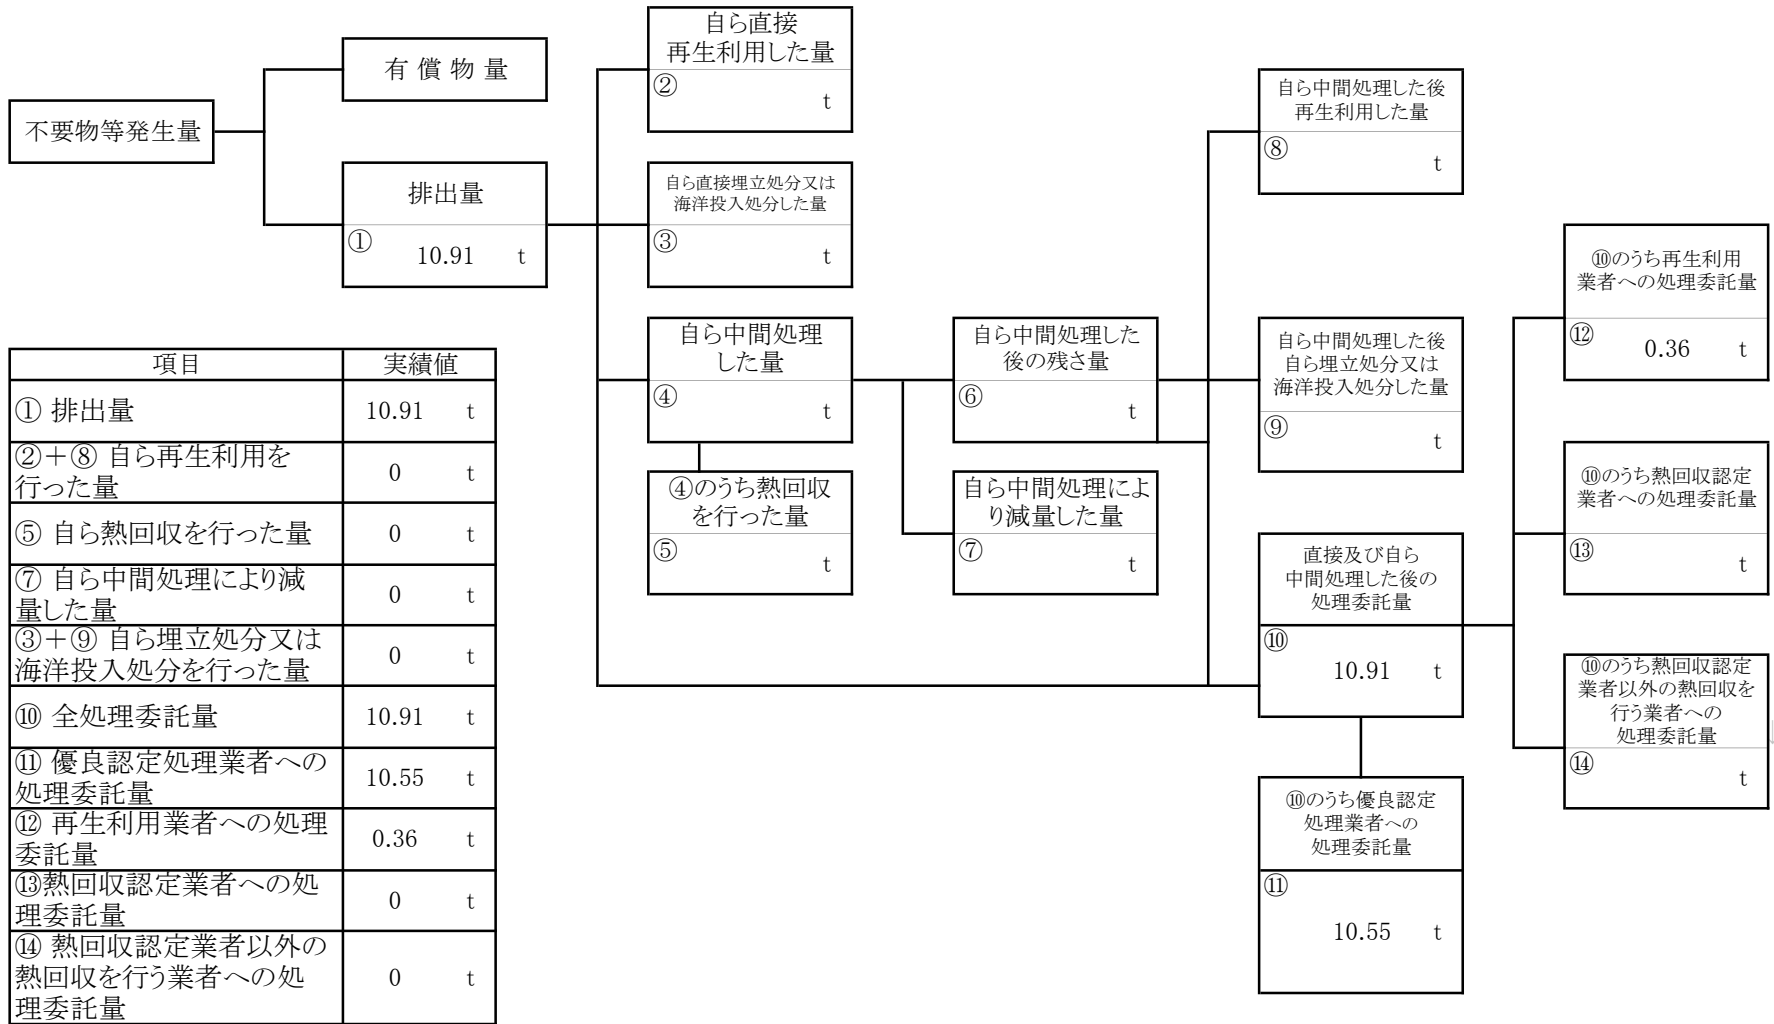 不要物等発生量
有償物量
排出量
① 10.91 t
自ら直接
再生利用した量
② t
自ら直接埋立処分又は
海洋投入処分した量
③ t
自ら中間処理
した量
④ t
④のうち熱回収
を行った量
⑤ t
自ら中間処理した
後の残さ量
⑥ t
自ら中間処理によ
り減量した量
⑦ t
自ら中間処理した後
再生利用した量
⑧ t
自ら中間処理した後
自ら埋立処分又は
海洋投入処分した量
⑨ t
直接及び自ら
中間処理した後の
処理委託量
⑩ 10.91 t
⑩のうち優良認定
処理業者への
処理委託量
⑪ 10.55 t
⑩のうち再生利用
業者への処理委託量
⑫ 0.36 t
⑩のうち熱回収認定
業者への処理委託量
⑬ t
⑩のうち熱回収認定
業者以外の熱回収を
行う業者への
処理委託量
⑭ t
項目 実績値
① 排出量 10.91 t
②+⑧ 自ら再生利用を
行った量 0 t
⑤ 自ら熱回収を行った量 0 t
⑦ 自ら中間処理により減
量した量 0 t
③+⑨ 自ら埋立処分又は
海洋投入処分を行った量 0 t
⑩ 全処理委託量 10.91 t
⑪ 優良認定処理業者への
処理委託量 10.55 t
⑫ 再生利用業者への処理
委託量 0.36 t
⑬熱回収認定業者への処
理委託量 0 t
⑭ 熱回収認定業者以外の
熱回収を行う業者への処
理委託量 0 t